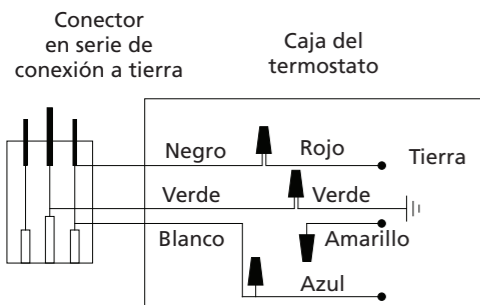 Conector
en serie de
conexión a tierra
Caja del
termostato
Negro
Rojo
Tierra
Verde
Verde
Blanco
Amarillo
Azul